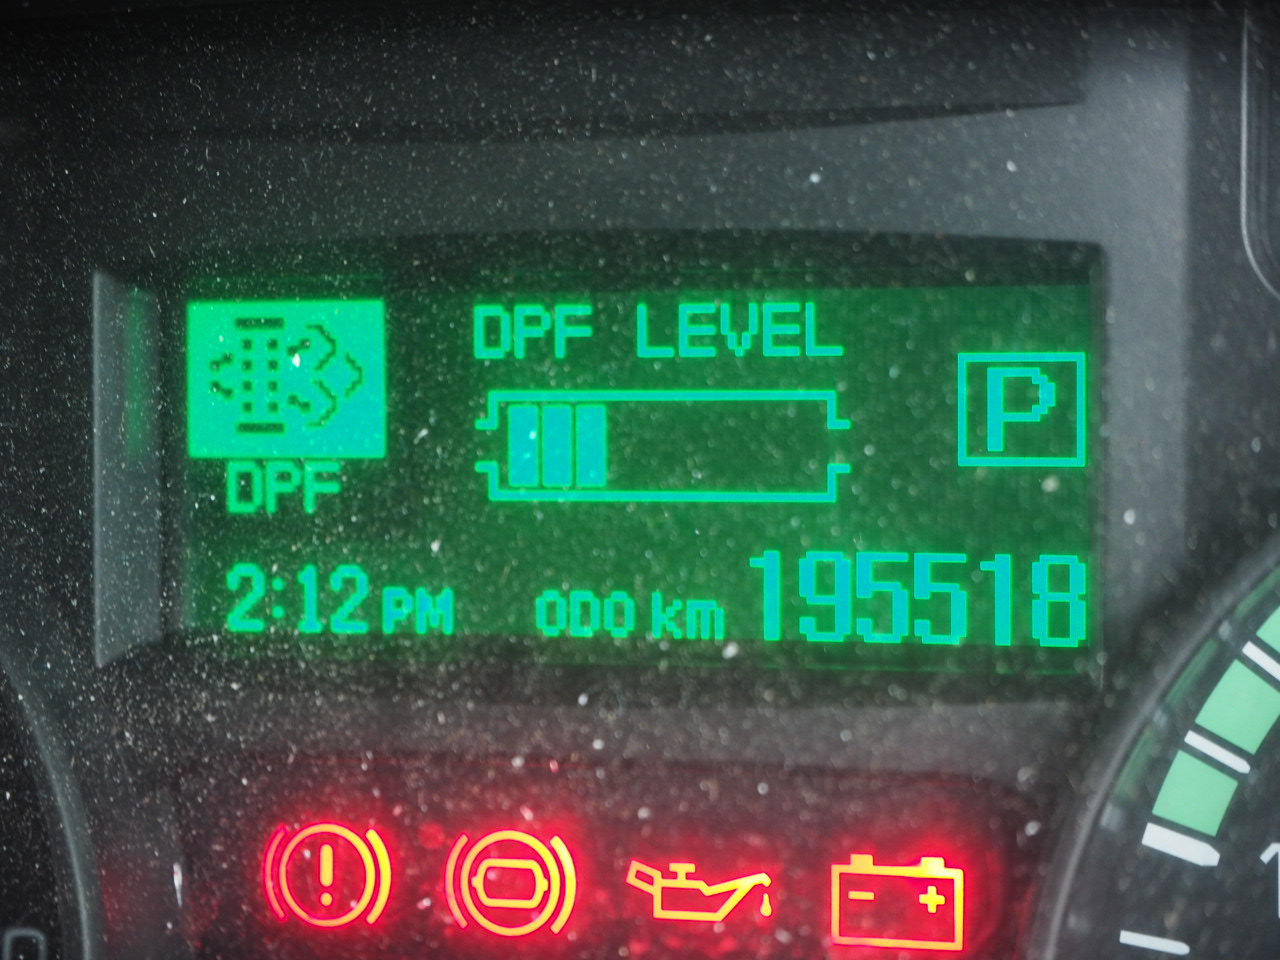 DPF LEVEL
P
DPF
2:12 PM ODO km 195518